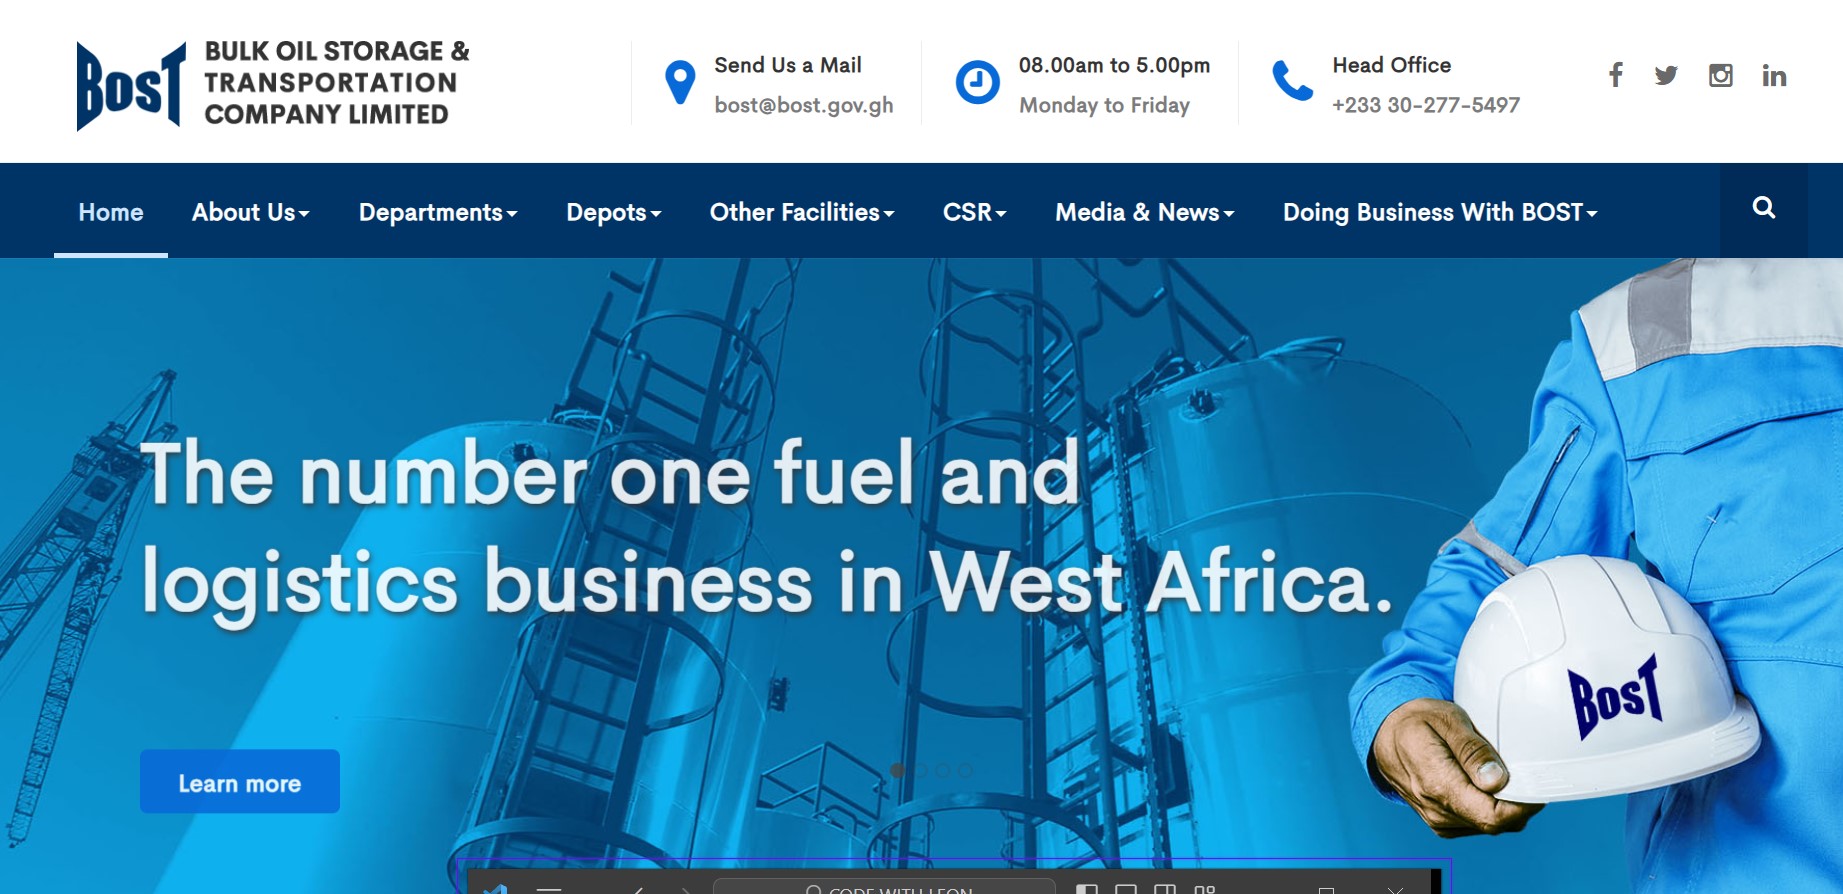 BOST
BULK OIL STORAGE &
TRANSPORTATION
COMPANY LIMITED
Send Us a Mail
bost@bost.gov.gh
08.00am to 5.00pm
Monday to Friday
Head Office
+233 30-277-5497
Home
About Us
Departments
Depots
Other Facilities
CSR
Media & News
Doing Business With BOST
The number one fuel and
logistics business in West Africa.
Learn more
BOST
CODE WITH LEON